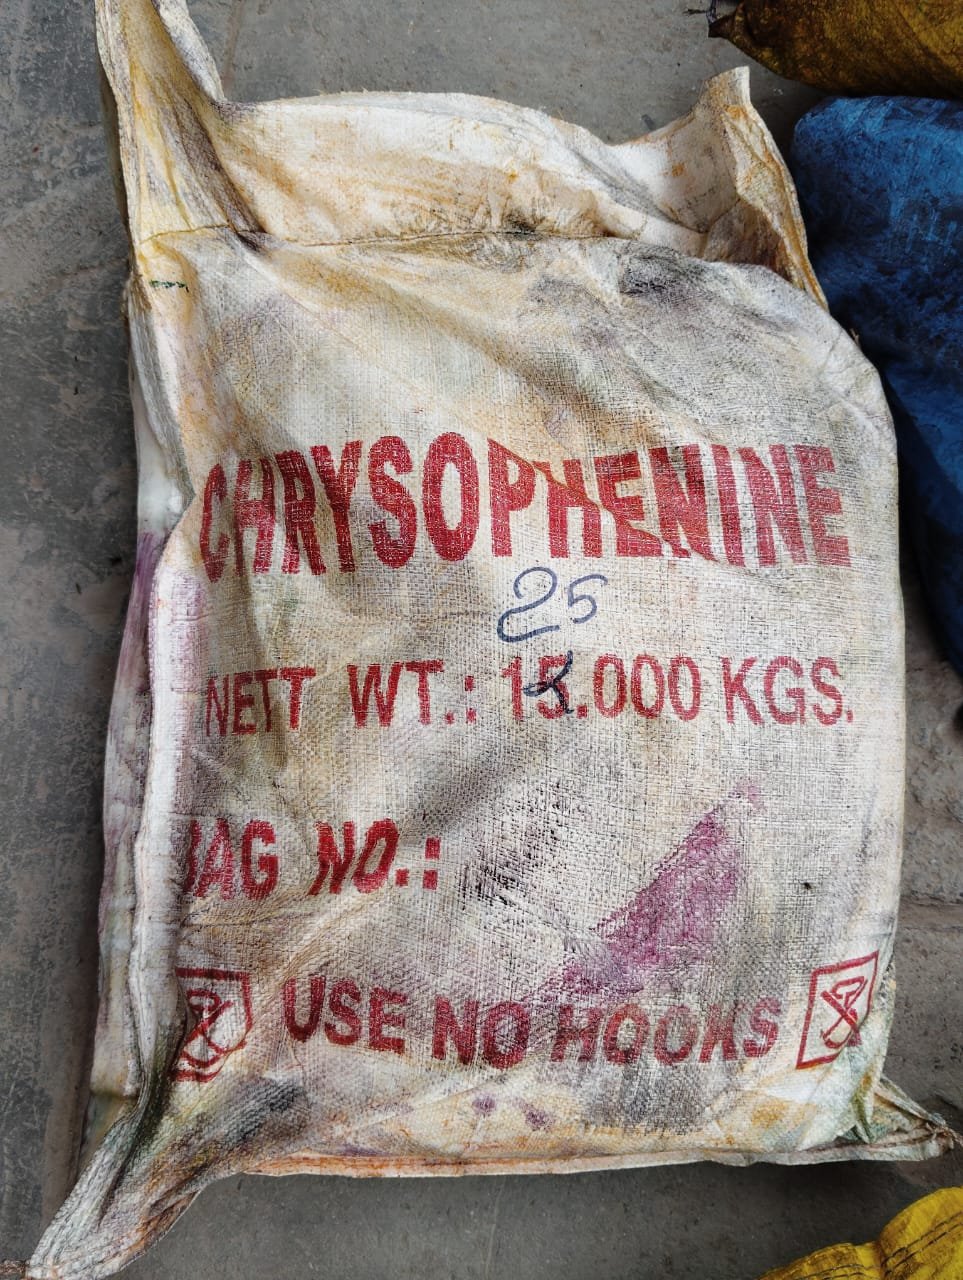 CHRYSOPHENINE
25
NETT WT.: 15.000 KGS.
BAG NO.:
USE NO HOOKS